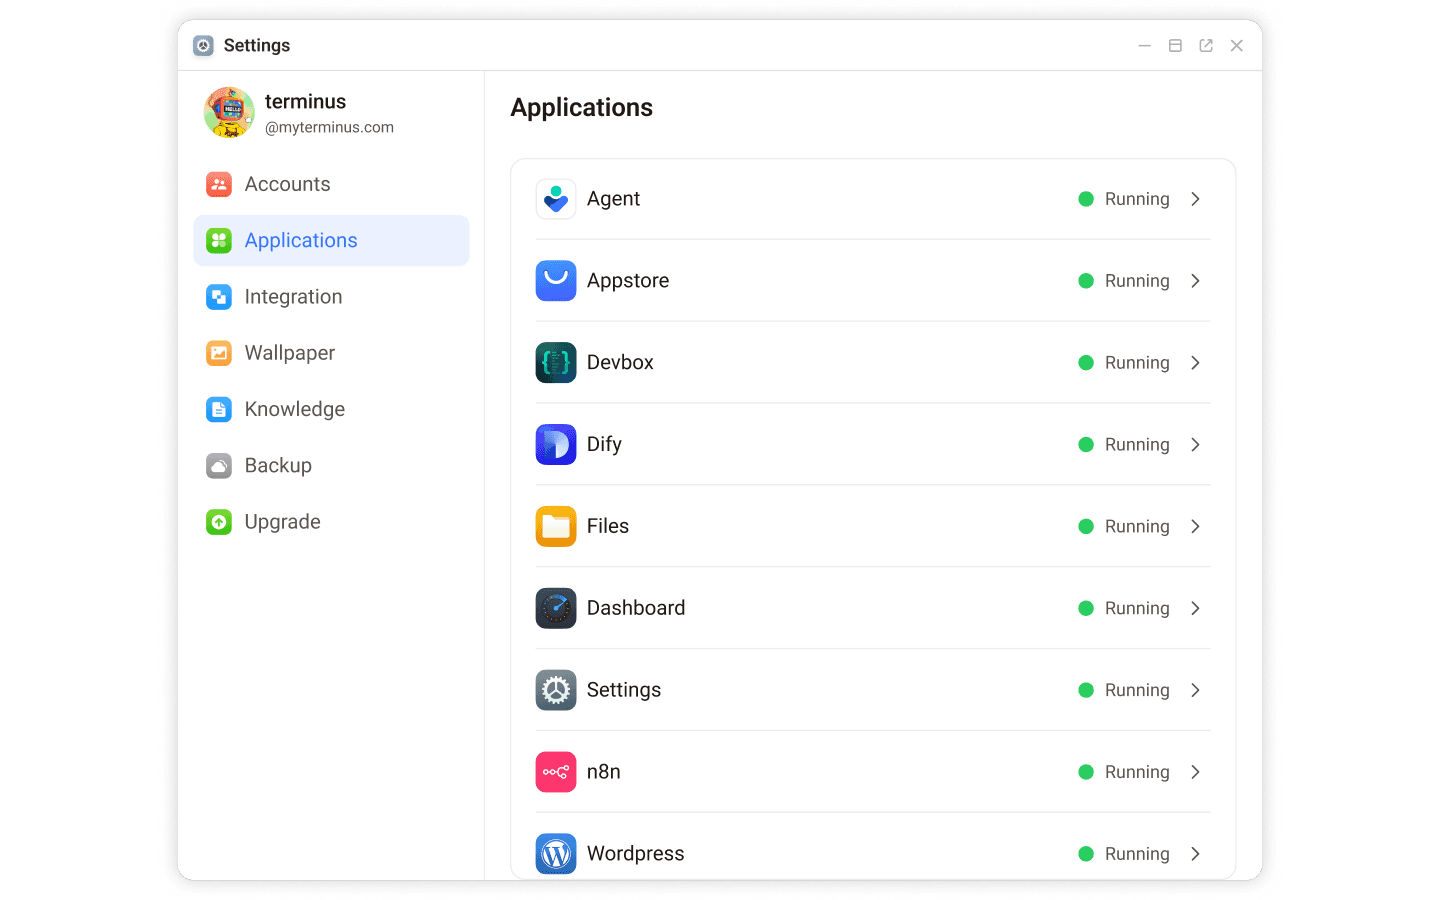 Settings
terminus
@myterminus.com
Accounts
Applications
Integration
Wallpaper
Knowledge
Backup
Upgrade
Applications
Agent Running
Appstore Running
Devbox Running
Dify Running
Files Running
Dashboard Running
Settings Running
n8n Running
Wordpress Running